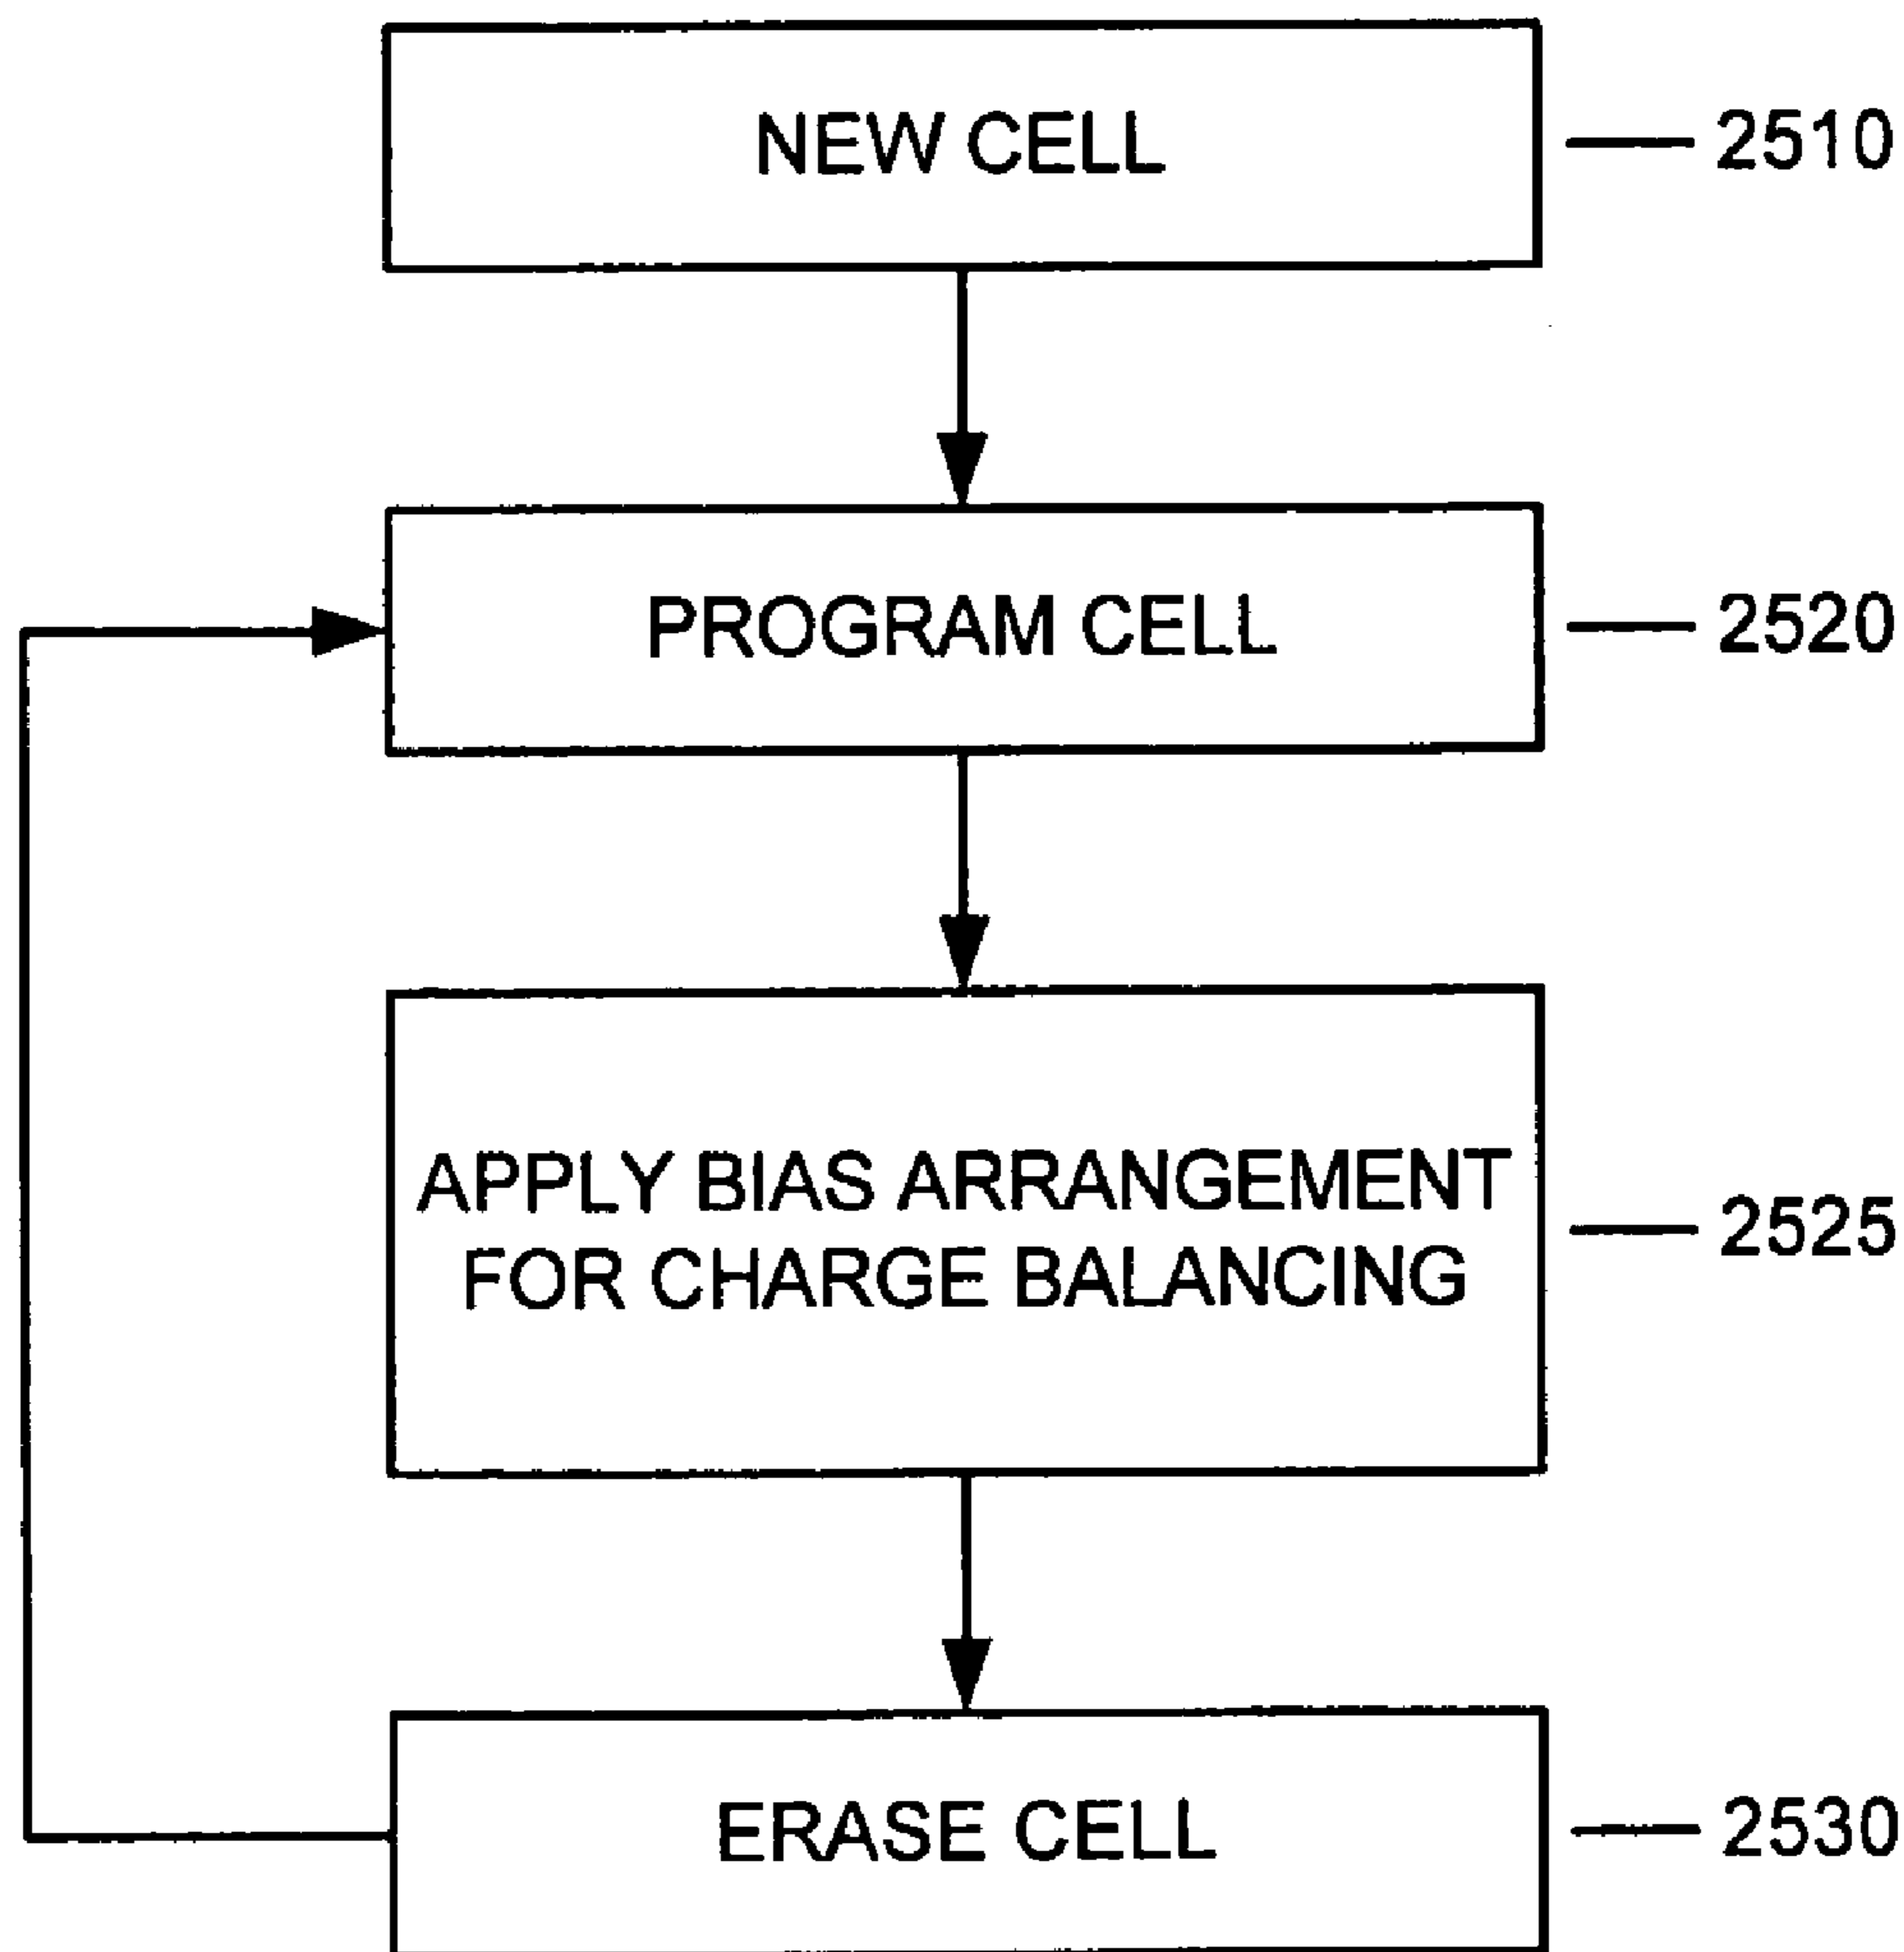 NEW CELL
2510
PROGRAM CELL
2520
APPLY BIAS ARRANGEMENT
FOR CHARGE BALANCING
2525
ERASE CELL
2530